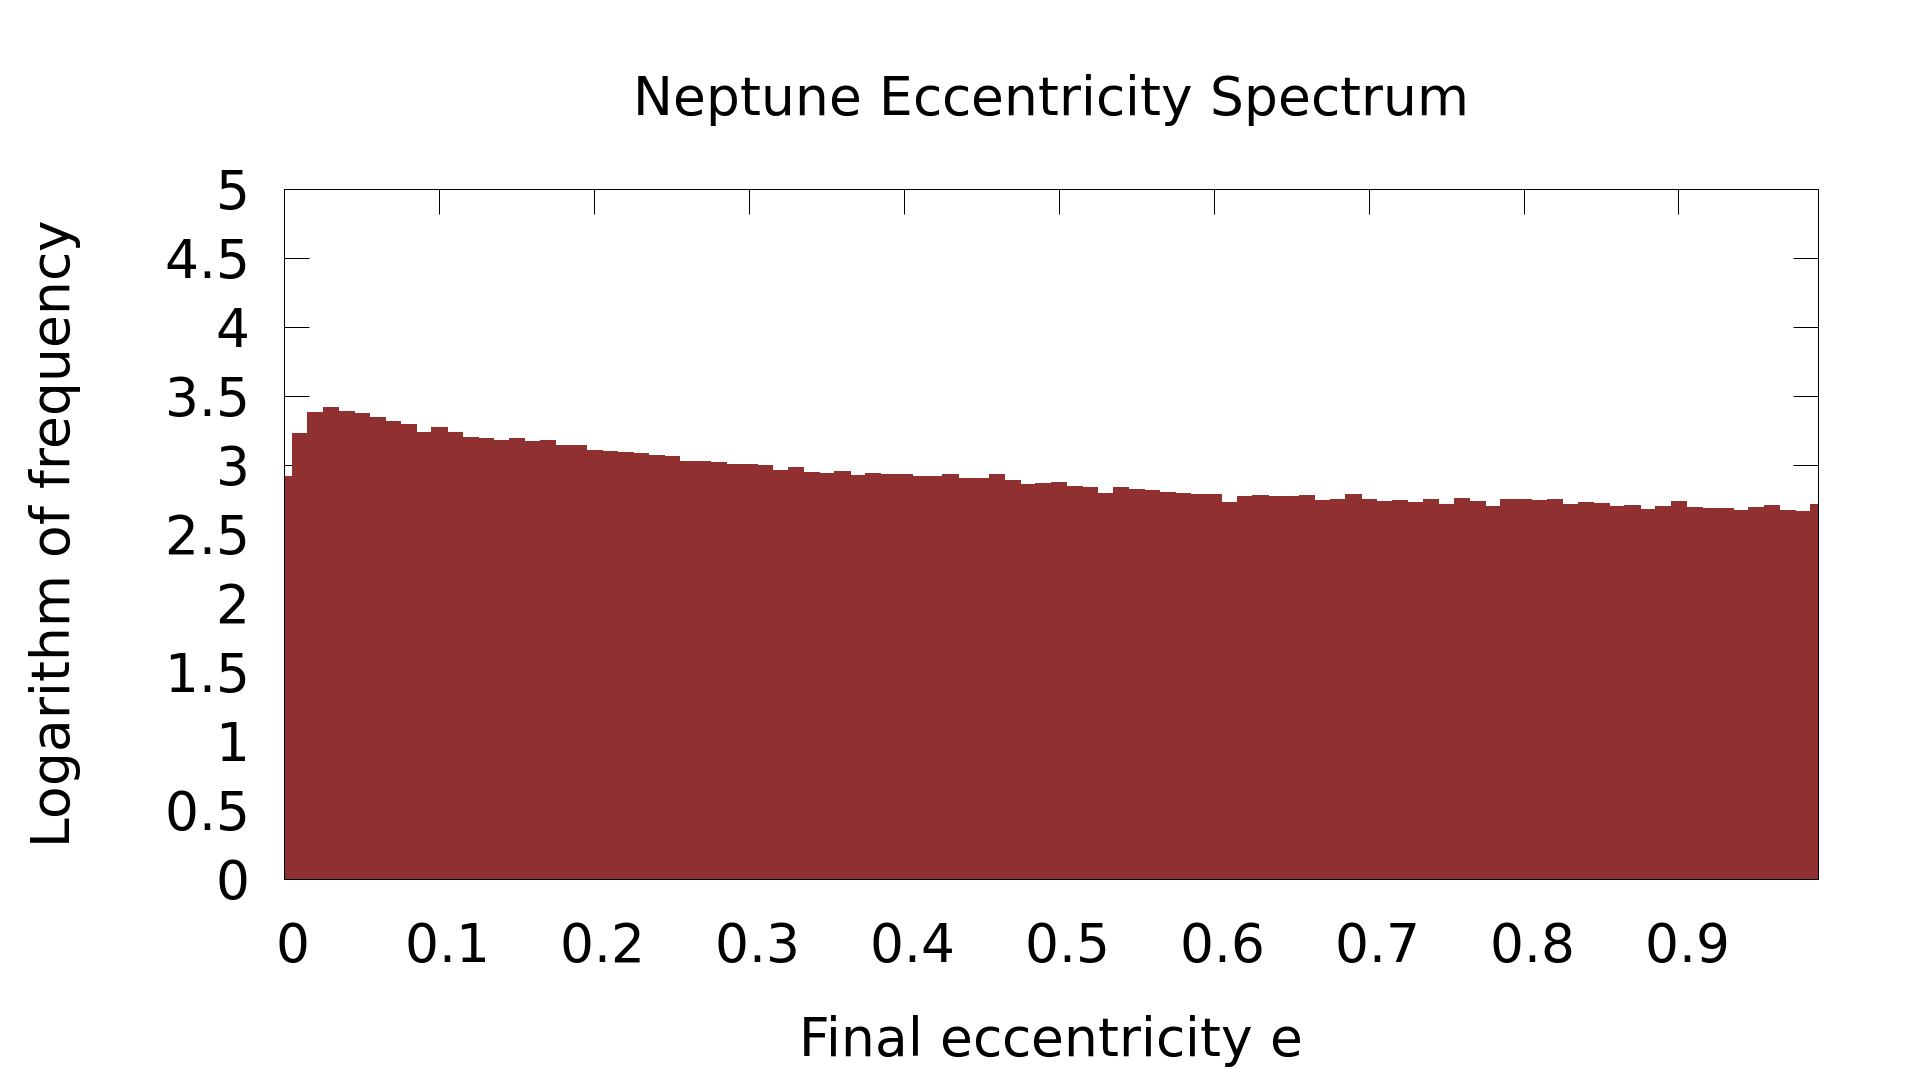 Neptune Eccentricity Spectrum
Logarithm of frequency
5
4.5
4
3.5
3
2.5
2
1.5
1
0.5
0
0 0.1 0.2 0.3 0.4 0.5 0.6 0.7 0.8 0.9
Final eccentricity e